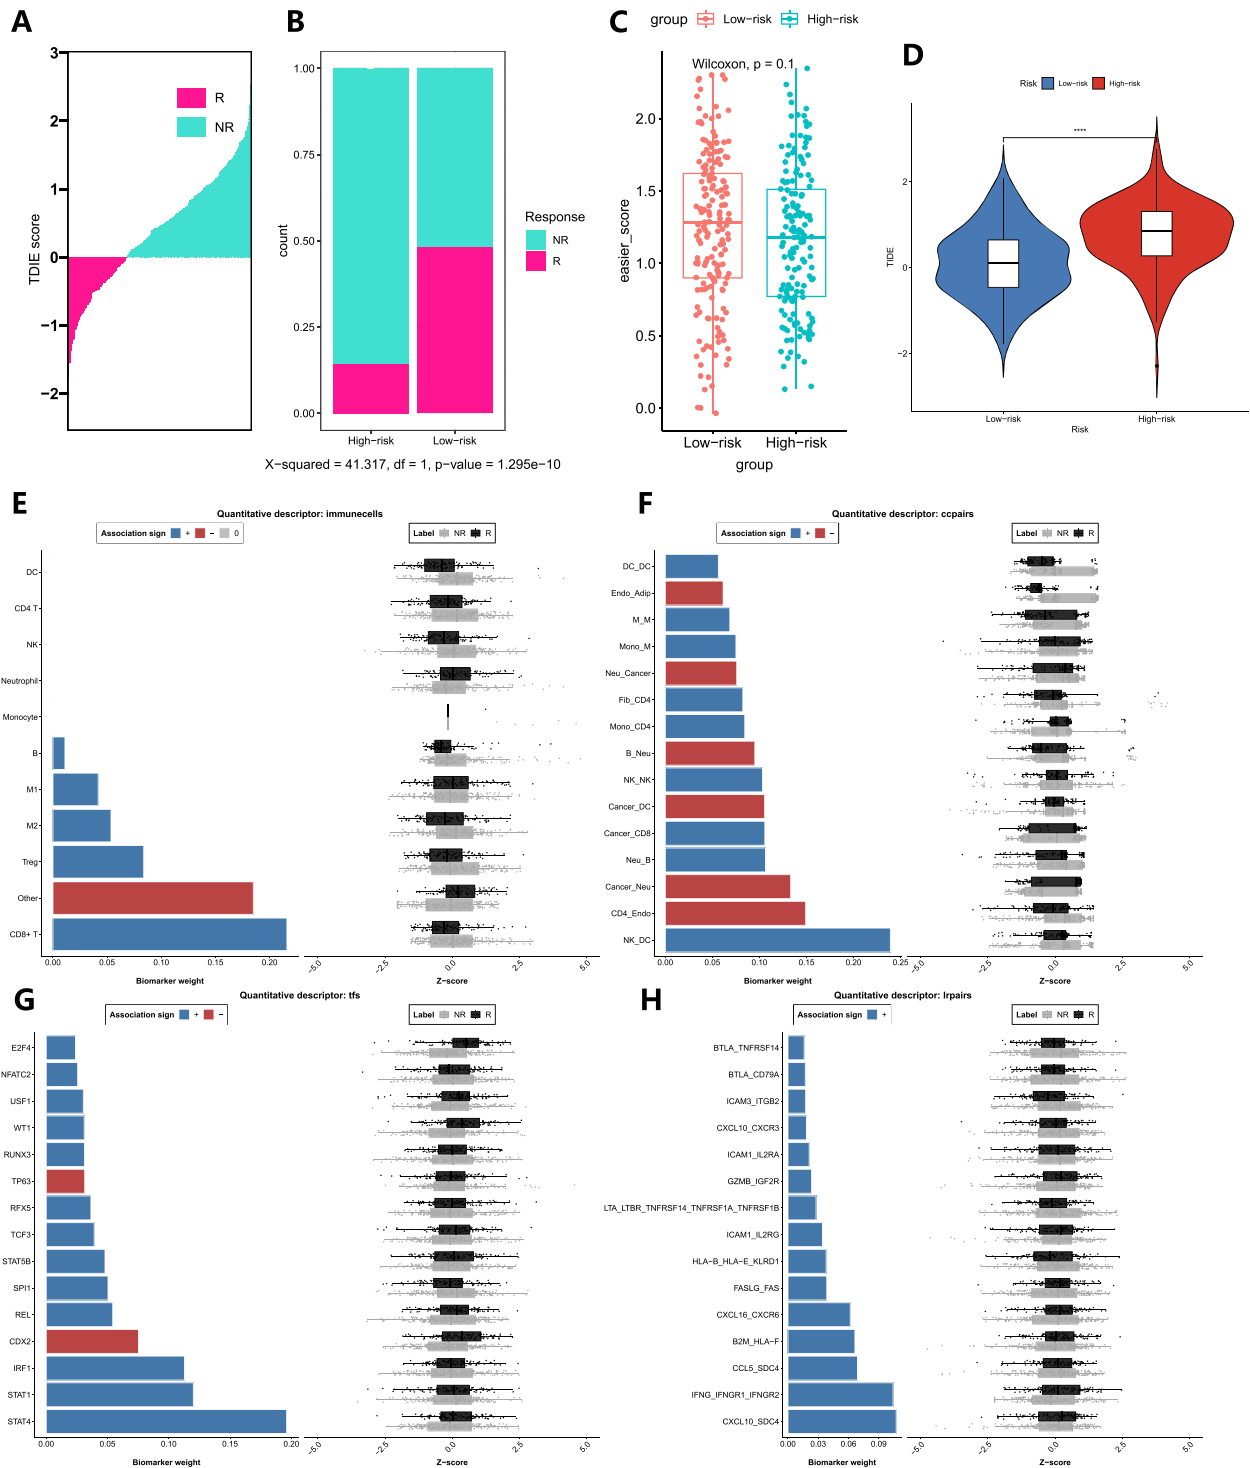 A
3
2
1
0
−1
−2
TDIE score
R
NR
B
1.00
0.75
0.50
0.25
0.00
count
High−risk
Low−risk
X−squared = 41.317, df = 1, p−value = 1.295e−10
Response
NR
R
C
group
Low−risk
High−risk
Wilcoxon, p = 0.1
2.0
1.5
1.0
0.5
0.0
easier_score
Low−risk
High−risk
group
D
Risk
Low−risk
High−risk
****
2
0
−2
TIDE
Low−risk
High−risk
Risk
E
Quantitative descriptor: immunecells
Association sign + − 0
Label NR R
DC
CD4 T
NK
Neutrophil
Monocyte
B
M1
M2
Treg
Other
CD8+ T
0.00 0.05 0.10 0.15 0.20
Biomarker weight
−5.0 −2.5 0.0 2.5 5.0
Z−score
F
Quantitative descriptor: ccpairs
Association sign + −
Label NR R
DC_DC
Endo_Adip
M_M
Mono_M
Neu_Cancer
Fib_CD4
Mono_CD4
B_Neu
NK_NK
Cancer_DC
Cancer_CD8
Neu_B
Cancer_Neu
CD4_Endo
NK_DC
0.00 0.05 0.10 0.15 0.20 0.25
Biomarker weight
−5.0 −2.5 0.0 2.5 5.0
Z−score
G
Quantitative descriptor: tfs
Association sign + −
Label NR R
E2F4
NFATC2
USF1
WT1
RUNX3
TP63
RFX5
TCF3
STAT5B
SPI1
REL
CDX2
IRF1
STAT1
STAT4
0.00 0.05 0.10 0.15 0.20
Biomarker weight
−5.0 −2.5 0.0 2.5 5.0
Z−score
H
Quantitative descriptor: lrpairs
Association sign +
Label NR R
BTLA_TNFRSF14
BTLA_CD79A
ICAM3_ITGB2
CXCL10_CXCR3
ICAM1_IL2RA
GZMB_IGF2R
LTA_LTBR_TNFRSF14_TNFRSF1A_TNFRSF1B
ICAM1_IL2RG
HLA−B_HLA−E_KLRD1
FASLG_FAS
CXCL16_CXCR6
B2M_HLA−F
CCL5_SDC4
IFNG_IFNGR1_IFNGR2
CXCL10_SDC4
0.00 0.03 0.06 0.09
Biomarker weight
−5.0 −2.5 0.0 2.5 5.0
Z−score